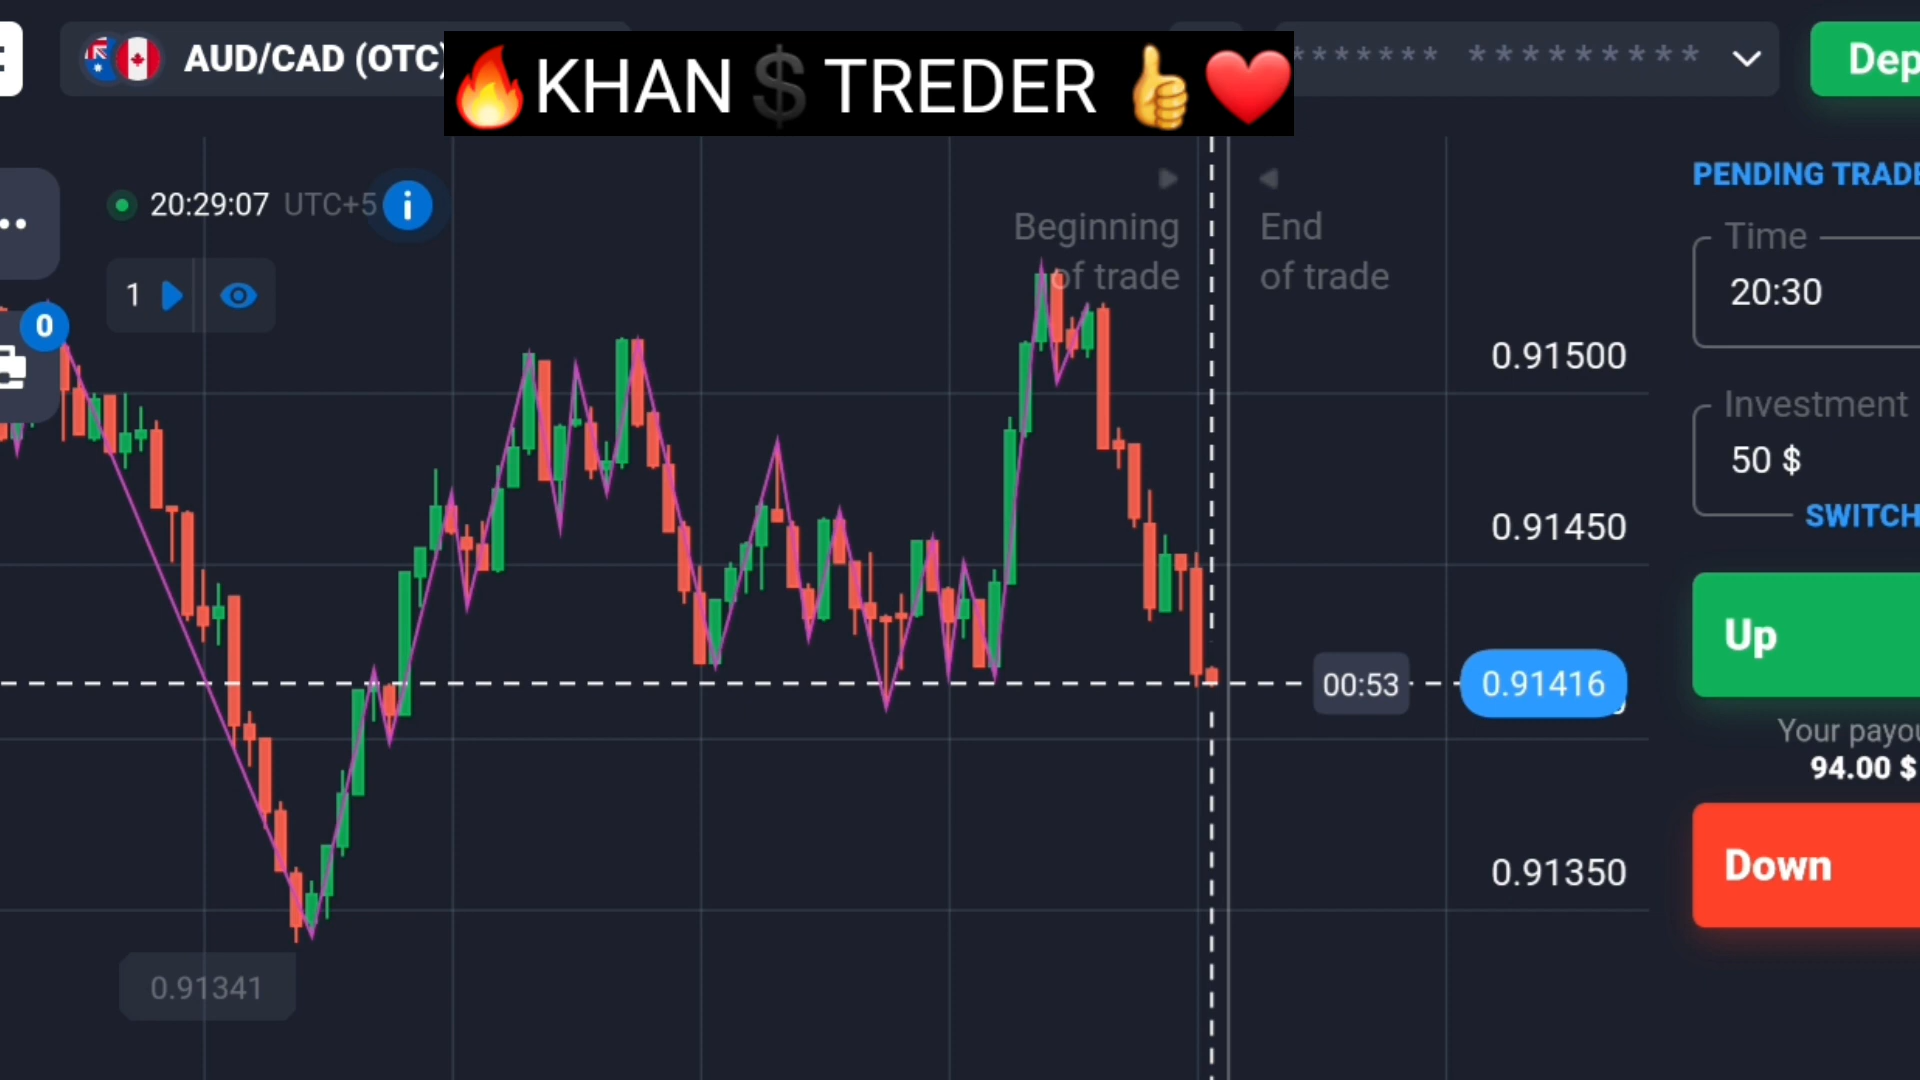 AUD/CAD (OTC)
🔥KHAN $ TREDER 👍❤️
******* *********
Dep
20:29:07 UTC+5
Beginning
of trade
End
of trade
1
0
PENDING TRADE
Time
20:30
Investment
50 $
SWITCH
Up
Your payou
94.00 $
Down
0.91500
0.91450
00:53
0.91416
0.91350
0.91341